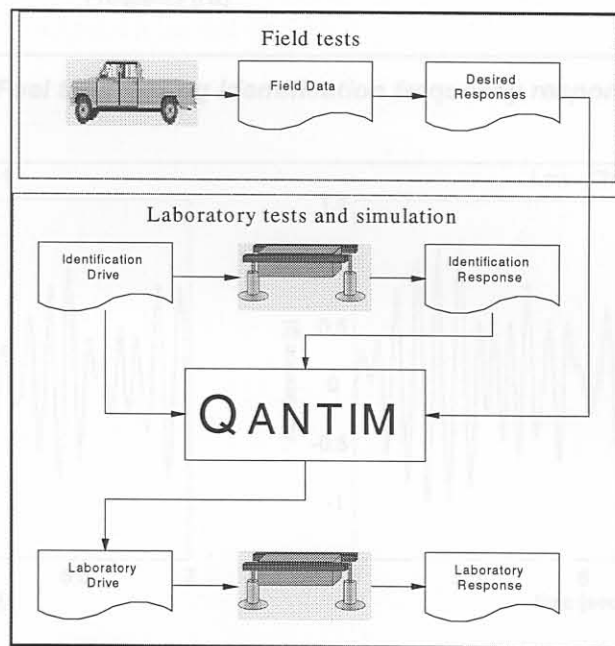 Field tests
Field Data
Desired
Responses
Laboratory tests and simulation
Identification
Drive
Identification
Response
QANTIM
Laboratory
Drive
Laboratory
Response